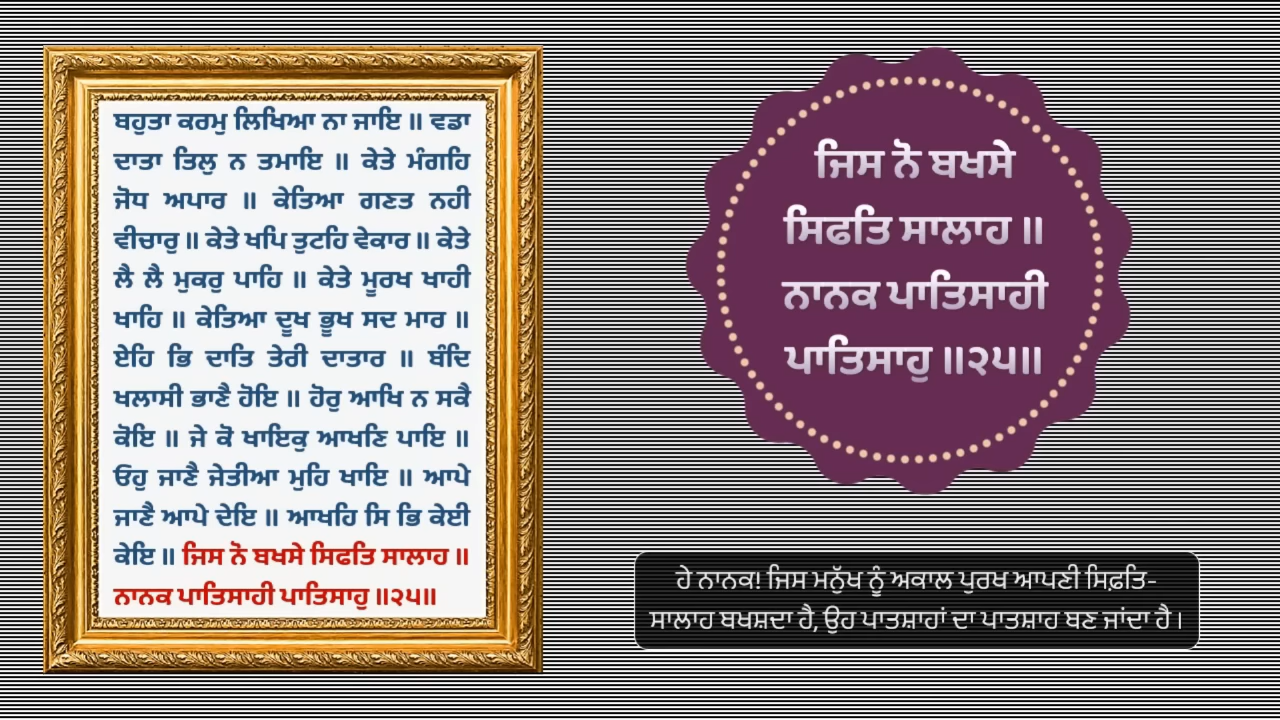 ਬਹੁਤਾ ਕਰਮੁ ਲਿਖਿਆ ਨਾ ਜਾਇ ॥ ਵਡਾ
ਦਾਤਾ ਤਿਲੁ ਨ ਤਮਾਇ ॥ ਕੇਤੇ ਮੰਗਹਿ
ਜੋਧ ਅਪਾਰ ॥ ਕੇਤਿਆ ਗਣਤ ਨਹੀ
ਵੀਚਾਰੁ ॥ ਕੇਤੇ ਖਪਿ ਤੁਟਹਿ ਵੇਕਾਰ ॥ ਕੇਤੇ
ਲੈ ਲੈ ਮੁਕਰੁ ਪਾਹਿ ॥ ਕੇਤੇ ਮੂਰਖ ਖਾਹੀ
ਖਾਹਿ ॥ ਕੇਤਿਆ ਦੂਖ ਭੂਖ ਸਦ ਮਾਰ ॥
ਏਹਿ ਭਿ ਦਾਤਿ ਤੇਰੀ ਦਾਤਾਰ ॥ ਬੰਦਿ
ਖਲਾਸੀ ਭਾਣੈ ਹੋਇ ॥ ਹੋਰੁ ਆਖਿ ਨ ਸਕੈ
ਕੋਇ ॥ ਜੇ ਕੋ ਖਾਇਕੁ ਆਖਣਿ ਪਾਇ ॥
ਓਹੁ ਜਾਣੈ ਜੇਤੀਆ ਮੁਹਿ ਖਾਇ ॥ ਆਪੇ
ਜਾਣੈ ਆਪੇ ਦੇਇ ॥ ਆਖਹਿ ਸਿ ਭਿ ਕੇਈ
ਕੇਇ ॥ ਜਿਸ ਨੋ ਬਖਸੇ ਸਿਫਤਿ ਸਾਲਾਹ ॥
ਨਾਨਕ ਪਾਤਿਸਾਹੀ ਪਾਤਿਸਾਹੁ ॥੨੫॥
ਜਿਸ ਨੋ ਬਖਸੇ
ਸਿਫਤਿ ਸਾਲਾਹ ॥
ਨਾਨਕ ਪਾਤਿਸਾਹੀ
ਪਾਤਿਸਾਹੁ ॥੨੫॥
ਹੇ ਨਾਨਕ! ਜਿਸ ਮਨੁੱਖ ਨੂੰ ਅਕਾਲ ਪੁਰਖ ਆਪਣੀ ਸਿਫ਼ਤਿ-
ਸਾਲਾਹ ਬਖਸ਼ਦਾ ਹੈ, ਉਹ ਪਾਤਸ਼ਾਹਾਂ ਦਾ ਪਾਤਸ਼ਾਹ ਬਣ ਜਾਂਦਾ ਹੈ।